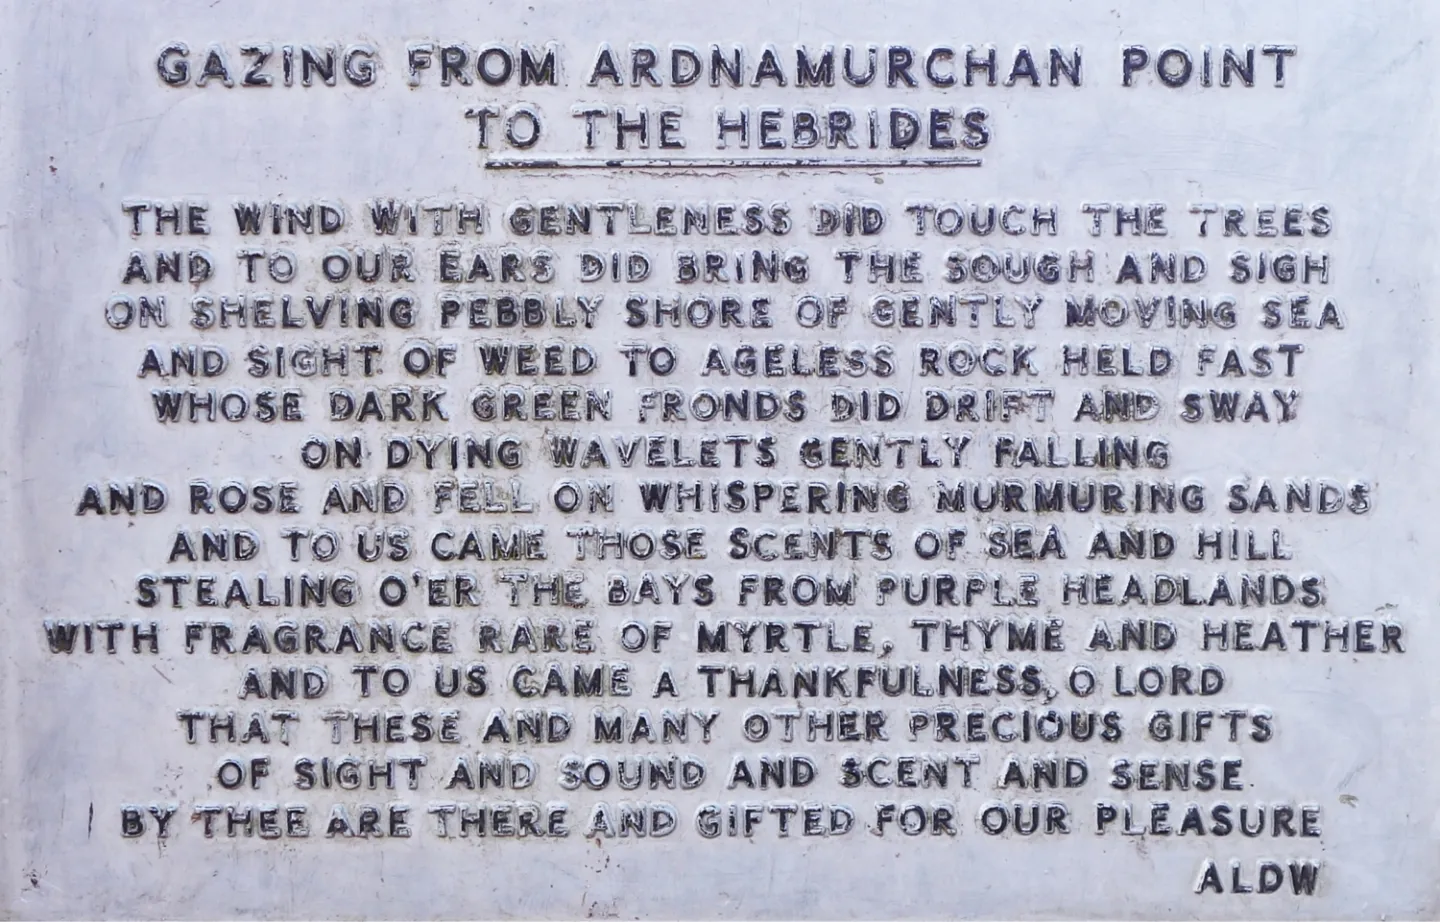 GAZING FROM ARDNAMURCHAN POINT
TO THE HEBRIDES
THE WIND WITH GENTLENESS DID TOUCH THE TREES
AND TO OUR EARS DID BRING THE SOUGH AND SIGH
ON SHELVING PEBBLY SHORE OF GENTLY MOVING SEA
AND SIGHT OF WEED TO AGELESS ROCK HELD FAST
WHOSE DARK GREEN FRONDS DID DRIFT AND SWAY
ON DYING WAVELETS GENTLY FALLING
AND ROSE AND FELL ON WHISPERING MURMURING SANDS
AND TO US CAME THOSE SCENTS OF SEA AND HILL
STEALING O'ER THE BAYS FROM PURPLE HEADLANDS
WITH FRAGRANCE RARE OF MYRTLE, THYME AND HEATHER
AND TO US CAME A THANKFULNESS, O LORD
THAT THESE AND MANY OTHER PRECIOUS GIFTS
OF SIGHT AND SOUND AND SCENT AND SENSE
BY THEE ARE THERE AND GIFTED FOR OUR PLEASURE
ALDW